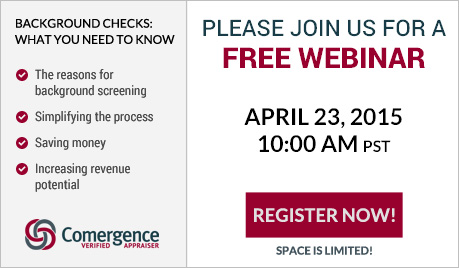 BACKGROUND CHECKS:
WHAT YOU NEED TO KNOW
The reasons for
background screening
Simplifying the process
Saving money
Increasing revenue
potential
Comergence
VERIFIED APPRAISER
PLEASE JOIN US FOR A
FREE WEBINAR
APRIL 23, 2015
10:00 AM PST
REGISTER NOW!
SPACE IS LIMITED!